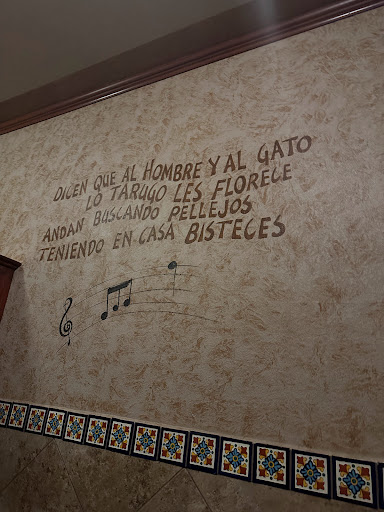 DICEN QUE AL HOMBRE Y AL GATO
LO TARUGO LES FLORECE
ANDAN BUSCANDO PELLEJOS
TENIENDO EN CASA BISTECES